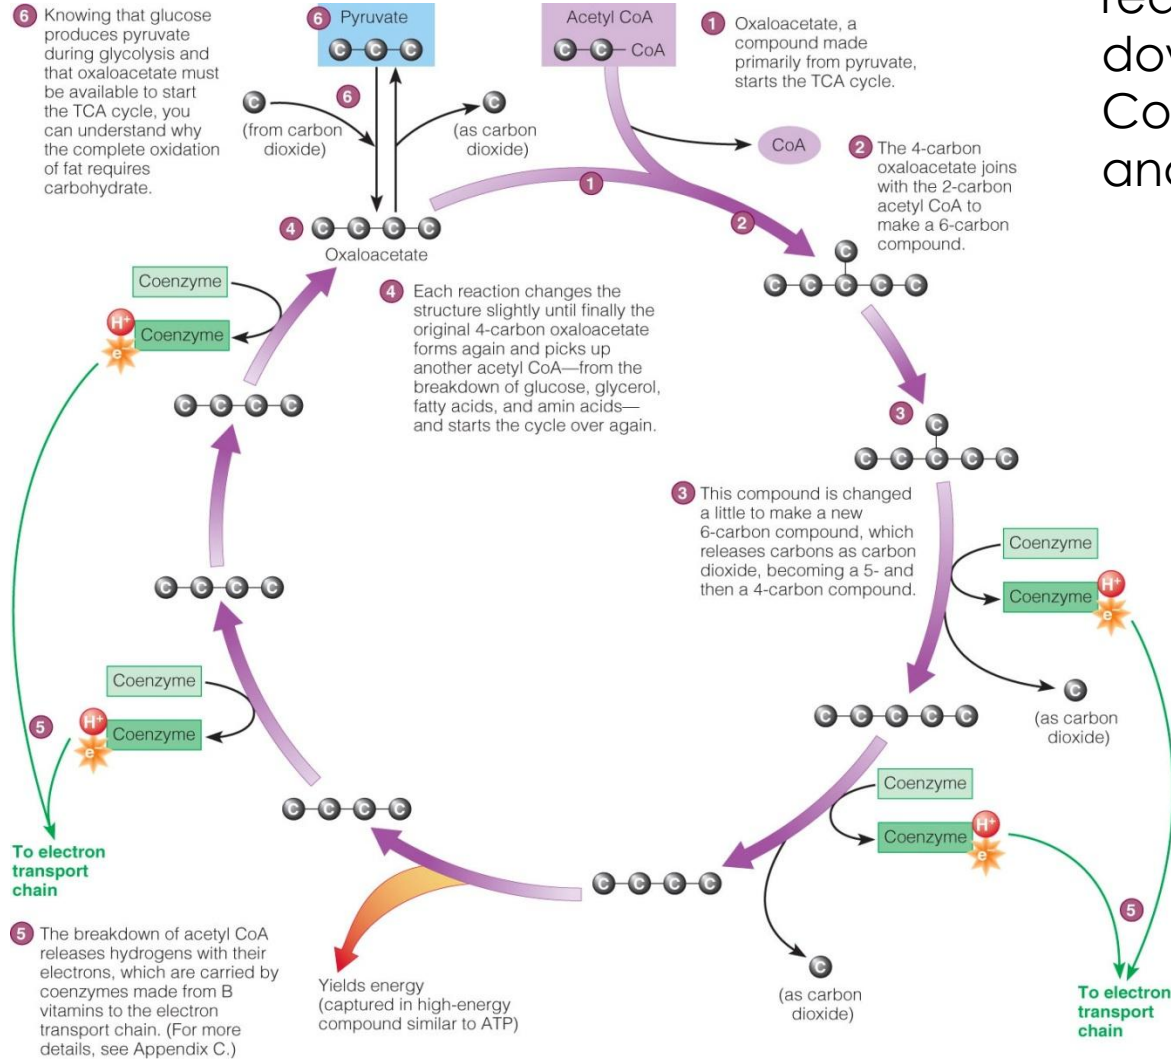 6 Knowing that glucose
produces pyruvate
during glycolysis and
that oxaloacetate must
be available to start
the TCA cycle, you
can understand why
the complete oxidation
of fat requires
carbohydrate.
6 Pyruvate
C C C
Acetyl CoA
C C CoA
1 Oxaloacetate, a
compound made
primarily from pyruvate,
starts the TCA cycle.
Co
C
(from carbon
dioxide)
6
C
(as carbon
dioxide)
CoA
1
2
2 The 4-carbon
oxaloacetate joins
with the 2-carbon
acetyl CoA to
make a 6-carbon
compound.
4 C C C C
Oxaloacetate
C
C C C C C
Coenzyme
H+
e-
Coenzyme
4 Each reaction changes the
structure slightly until finally the
original 4-carbon oxaloacetate
forms again and picks up
another acetyl CoA—from the
breakdown of glucose, glycerol,
fatty acids, and amin acids—
and starts the cycle over again.
C C C C
3
C
C C C C C
3 This compound is changed
a little to make a new
6-carbon compound, which
releases carbons as carbon
dioxide, becoming a 5- and
then a 4-carbon compound.
Coenzyme
Coenzyme
H+
e-
C C C C
Coenzyme
H+
e-
Coenzyme
5
C
(as carbon
dioxide)
C C C C C
Coenzyme
Coenzyme
H+
e-
C C C C
C C C C
To electron
transport
chain
5
5 The breakdown of acetyl CoA
releases hydrogens with their
electrons, which are carried by
coenzymes made from B
vitamins to the electron
transport chain. (For more
details, see Appendix C.)
Yields energy
(captured in high-energy
compound similar to ATP)
C
(as carbon
dioxide)
To electron
transport
chain